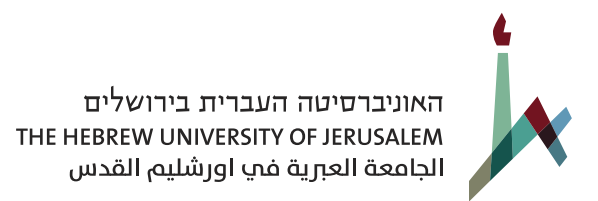 האוניברסיטה העברית בירושלים
THE HEBREW UNIVERSITY OF JERUSALEM
الجامعة العبرية في اورشليم القدس